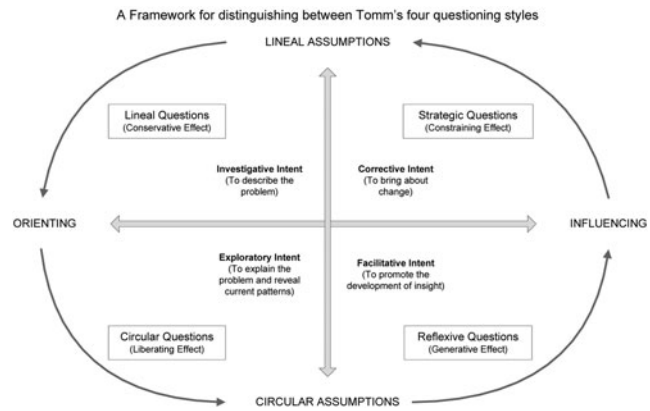 A Framework for distinguishing between Tomm's four questioning styles
LINEAL ASSUMPTIONS
Lineal Questions
(Conservative Effect)
Strategic Questions
(Constraining Effect)
Investigative Intent
(To describe the
problem)
Corrective Intent
(To bring about
change)
ORIENTING
INFLUENCING
Exploratory Intent
(To explain the
problem and reveal
current patterns)
Facilitative Intent
(To promote the
development of insight)
Circular Questions
(Liberating Effect)
Reflexive Questions
(Generative Effect)
CIRCULAR ASSUMPTIONS